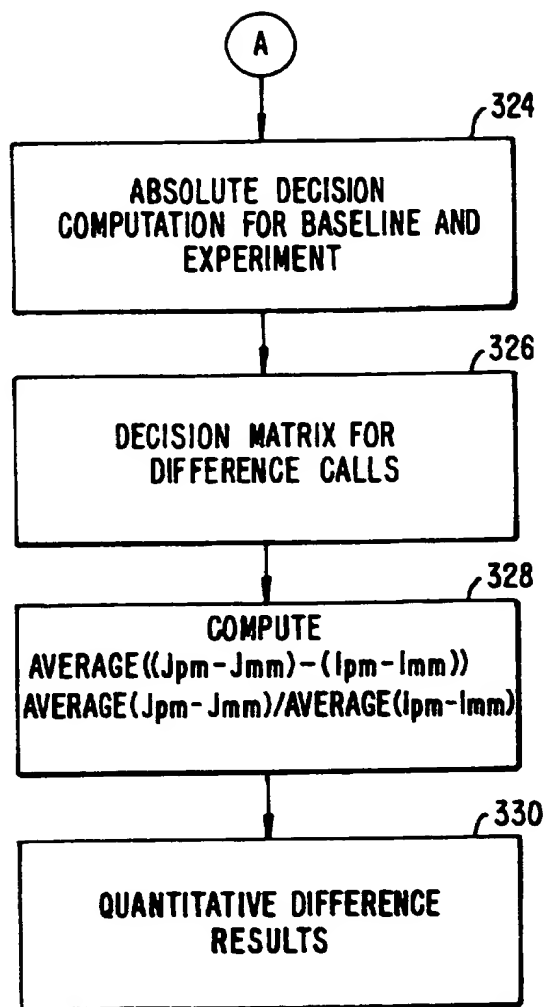 A
324
ABSOLUTE DECISION
COMPUTATION FOR BASELINE AND
EXPERIMENT
326
DECISION MATRIX FOR
DIFFERENCE CALLS
328
COMPUTE
AVERAGE((Jpm-Jmm)-(Ipm-Imm))
AVERAGE(Jpm-Jmm)/AVERAGE(Ipm-Imm)
330
QUANTITATIVE DIFFERENCE
RESULTS